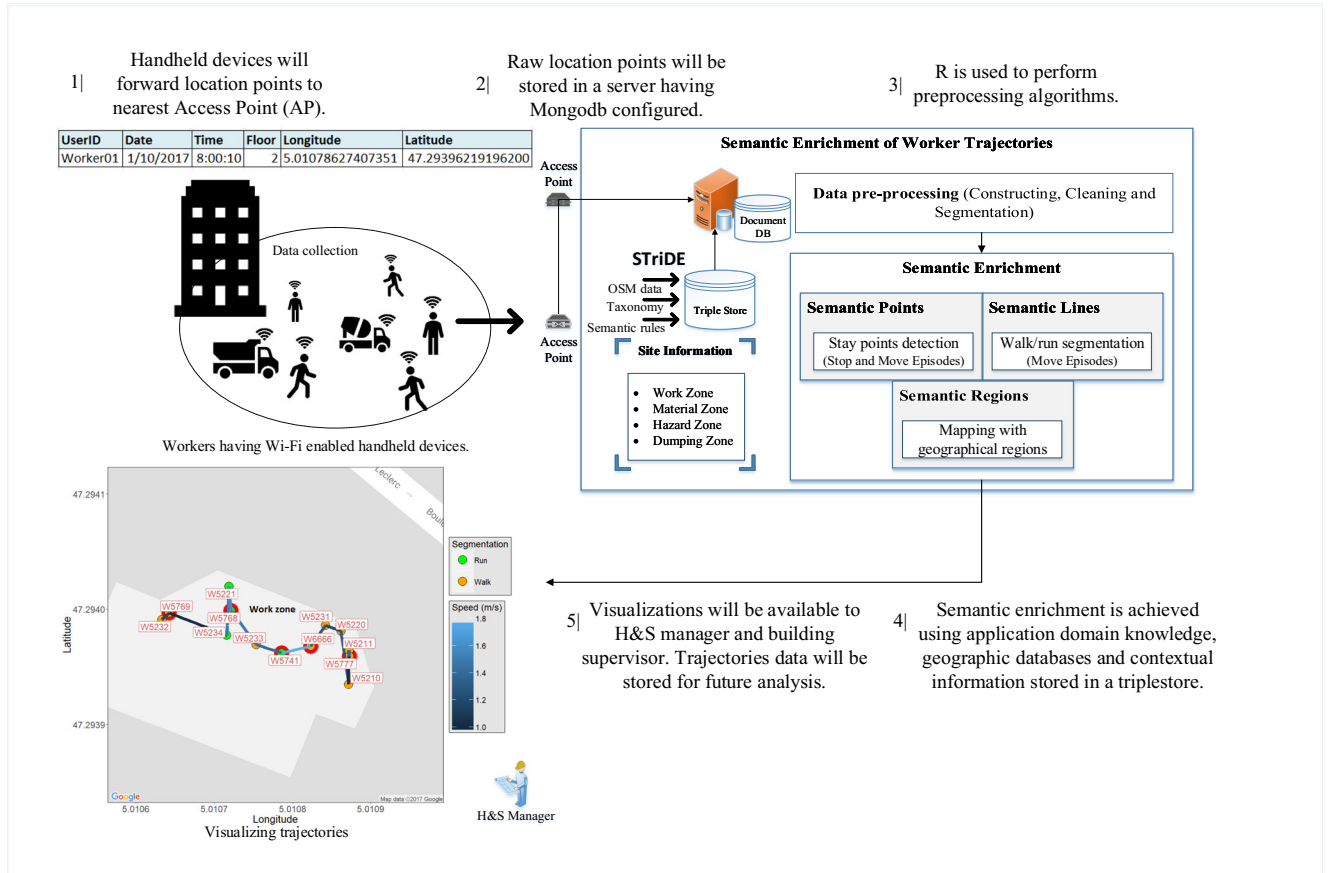 1|
Handheld devices will
forward location points to
nearest Access Point (AP).
2|
Raw location points will be
stored in a server having
Mongodb configured.
3|
R is used to perform
preprocessing algorithms.
UserID Date Time Floor Longitude Latitude
Worker01 1/10/2017 8:00:10 2 5.01078627407351 47.29396219196200
Data collection
Workers having Wi-Fi enabled handheld devices.
Access
Point
Access
Point
Semantic Enrichment of Worker Trajectories
Document
DB
STriDE
OSM data
Taxonomy
Semantic rules
Triple Store
Site Information
• Work Zone
• Material Zone
• Hazard Zone
• Dumping Zone
Data pre-processing (Constructing, Cleaning and
Segmentation)
Semantic Enrichment
Semantic Points
Stay points detection
(Stop and Move Episodes)
Semantic Lines
Walk/run segmentation
(Move Episodes)
Semantic Regions
Mapping with
geographical regions
4|
Semantic enrichment is achieved
using application domain knowledge,
geographic databases and contextual
information stored in a triplestore.
5|
Visualizations will be available to
H&S manager and building
supervisor. Trajectories data will be
stored for future analysis.
Leclerc
Boule
47.2941
47.2940
47.2939
Latitude
W5221
W5769
Work zone
W5768
W5232
W5234
W5233
W5231
W5220
W6666
W5211
W5741
W5777
W5210
Google
Map data ©2017 Google
5.0106 5.0107 5.0108 5.0109
Longitude
Visualizing trajectories
Segmentation
Run
Walk
Speed (m/s)
1.8
1.6
1.4
1.2
1.0
H&S Manager